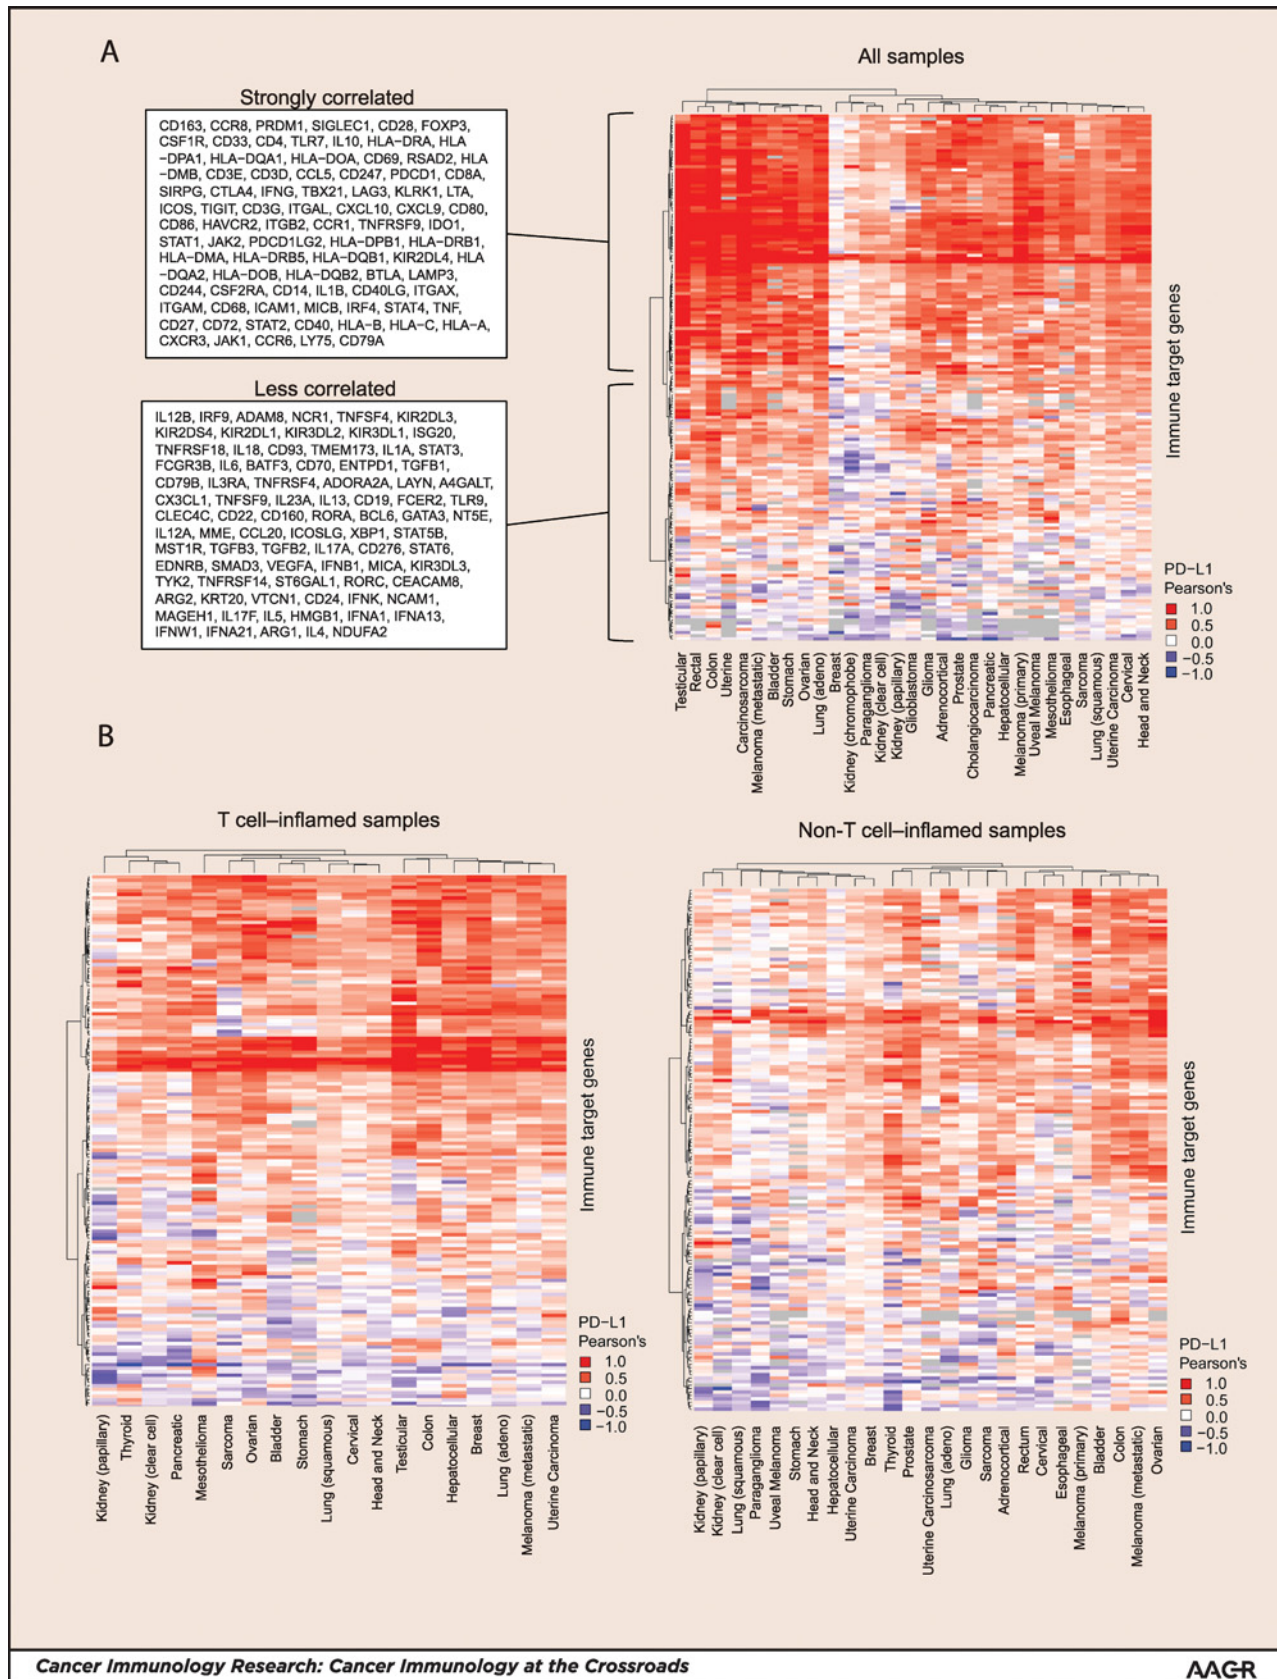 A
All samples
Strongly correlated
CD163, CCR8, PRDM1, SIGLEC1, CD28, FOXP3,
CSF1R, CD33, CD4, TLR7, IL10, HLA-DRA, HLA
-DPA1, HLA-DQA1, HLA-DOA, CD69, RSAD2, HLA
-DMB, CD3E, CD3D, CCL5, CD247, PDCD1, CD8A,
SIRPG, CTLA4, IFNG, TBX21, LAG3, KLRK1, LTA,
ICOS, TIGIT, CD3G, ITGAL, CXCL10, CXCL9, CD80,
CD86, HAVCR2, ITGB2, CCR1, TNFRSF9, IDO1,
STAT1, JAK2, PDCD1LG2, HLA-DPB1, HLA-DRB1,
HLA-DMA, HLA-DRB5, HLA-DQB1, KIR2DL4, HLA
-DQA2, HLA-DOB, HLA-DQB2, BTLA, LAMP3,
CD244, CSF2RA, CD14, IL1B, CD40LG, ITGAX,
ITGAM, CD68, ICAM1, MICB, IRF4, STAT4, TNF,
CD27, CD72, STAT2, CD40, HLA-B, HLA-C, HLA-A,
CXCR3, JAK1, CCR6, LY75, CD79A
Less correlated
IL12B, IRF9, ADAM8, NCR1, TNFSF4, KIR2DL3,
KIR2DS4, KIR2DL1, KIR3DL2, KIR3DL1, ISG20,
TNFRSF18, IL18, CD93, TMEM173, IL1A, STAT3,
FCGR3B, IL6, BATF3, CD70, ENTPD1, TGFB1,
CD79B, IL3RA, TNFRSF4, ADORA2A, LAYN, A4GALT,
CX3CL1, TNFSF9, IL23A, IL13, CD19, FCER2, TLR9,
CLEC4C, CD22, CD160, RORA, BCL6, GATA3, NT5E,
IL12A, MME, CCL20, ICOSLG, XBP1, STAT5B,
MST1R, TGFB3, TGFB2, IL17A, CD276, STAT6,
EDNRB, SMAD3, VEGFA, IFNB1, MICA, KIR3DL3,
TYK2, TNFRSF14, ST6GAL1, RORC, CEACAM8,
ARG2, KRT20, VTCN1, CD24, IFNK, NCAM1,
MAGEH1, IL17F, IL5, HMGB1, IFNA1, IFNA13,
IFNW1, IFNA21, ARG1, IL4, NDUFA2
Immune target genes
PD-L1
Pearson's
1.0
0.5
0.0
-0.5
-1.0
Testicular
Rectal
Colon
Uterine
Carcinosarcoma
Melanoma (metastatic)
Bladder
Stomach
Ovarian
Lung (adeno)
Breast
Kidney (chromophobe)
Paraganglioma
Kidney (clear cell)
Kidney (papillary)
Glioblastoma
Glioma
Adrenocortical
Prostate
Cholangiocarcinoma
Pancreatic
Hepatocellular
Melanoma (primary)
Uveal Melanoma
Mesothelioma
Esophageal
Sarcoma
Lung (squamous)
Uterine Carcinoma
Cervical
Head and Neck
B
T cell–inflamed samples
Immune target genes
PD-L1
Pearson's
1.0
0.5
0.0
-0.5
-1.0
Kidney (papillary)
Thyroid
Kidney (clear cell)
Pancreatic
Mesothelioma
Sarcoma
Ovarian
Bladder
Stomach
Lung (squamous)
Cervical
Head and Neck
Testicular
Colon
Hepatocellular
Breast
Lung (adeno)
Melanoma (metastatic)
Uterine Carcinoma
Non-T cell–inflamed samples
Immune target genes
PD-L1
Pearson's
1.0
0.5
0.0
-0.5
-1.0
Kidney (papillary)
Kidney (clear cell)
Lung (squamous)
Paraganglioma
Uveal Melanoma
Stomach
Head and Neck
Hepatocellular
Uterine Carcinoma
Breast
Thyroid
Prostate
Uterine Carcinosarcoma
Lung (adeno)
Glioma
Sarcoma
Adrenocortical
Rectum
Cervical
Esophageal
Melanoma (primary)
Bladder
Colon
Melanoma (metastatic)
Ovarian
Cancer Immunology Research: Cancer Immunology at the Crossroads
AACR